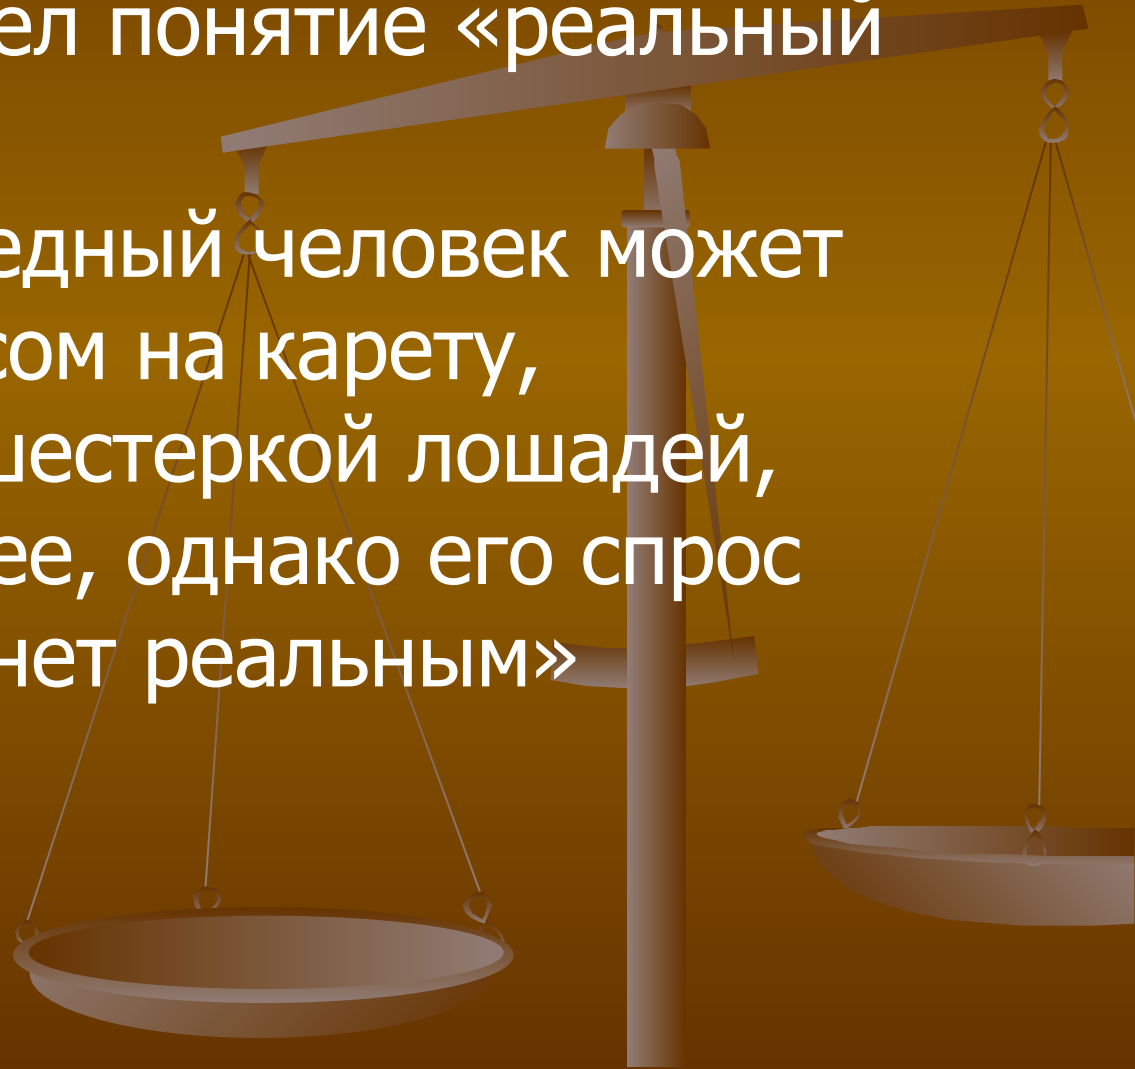 ел понятие «реальный
едный человек может
сом на карету,
шестеркой лошадей,
ее, однако его спрос
нет реальным»